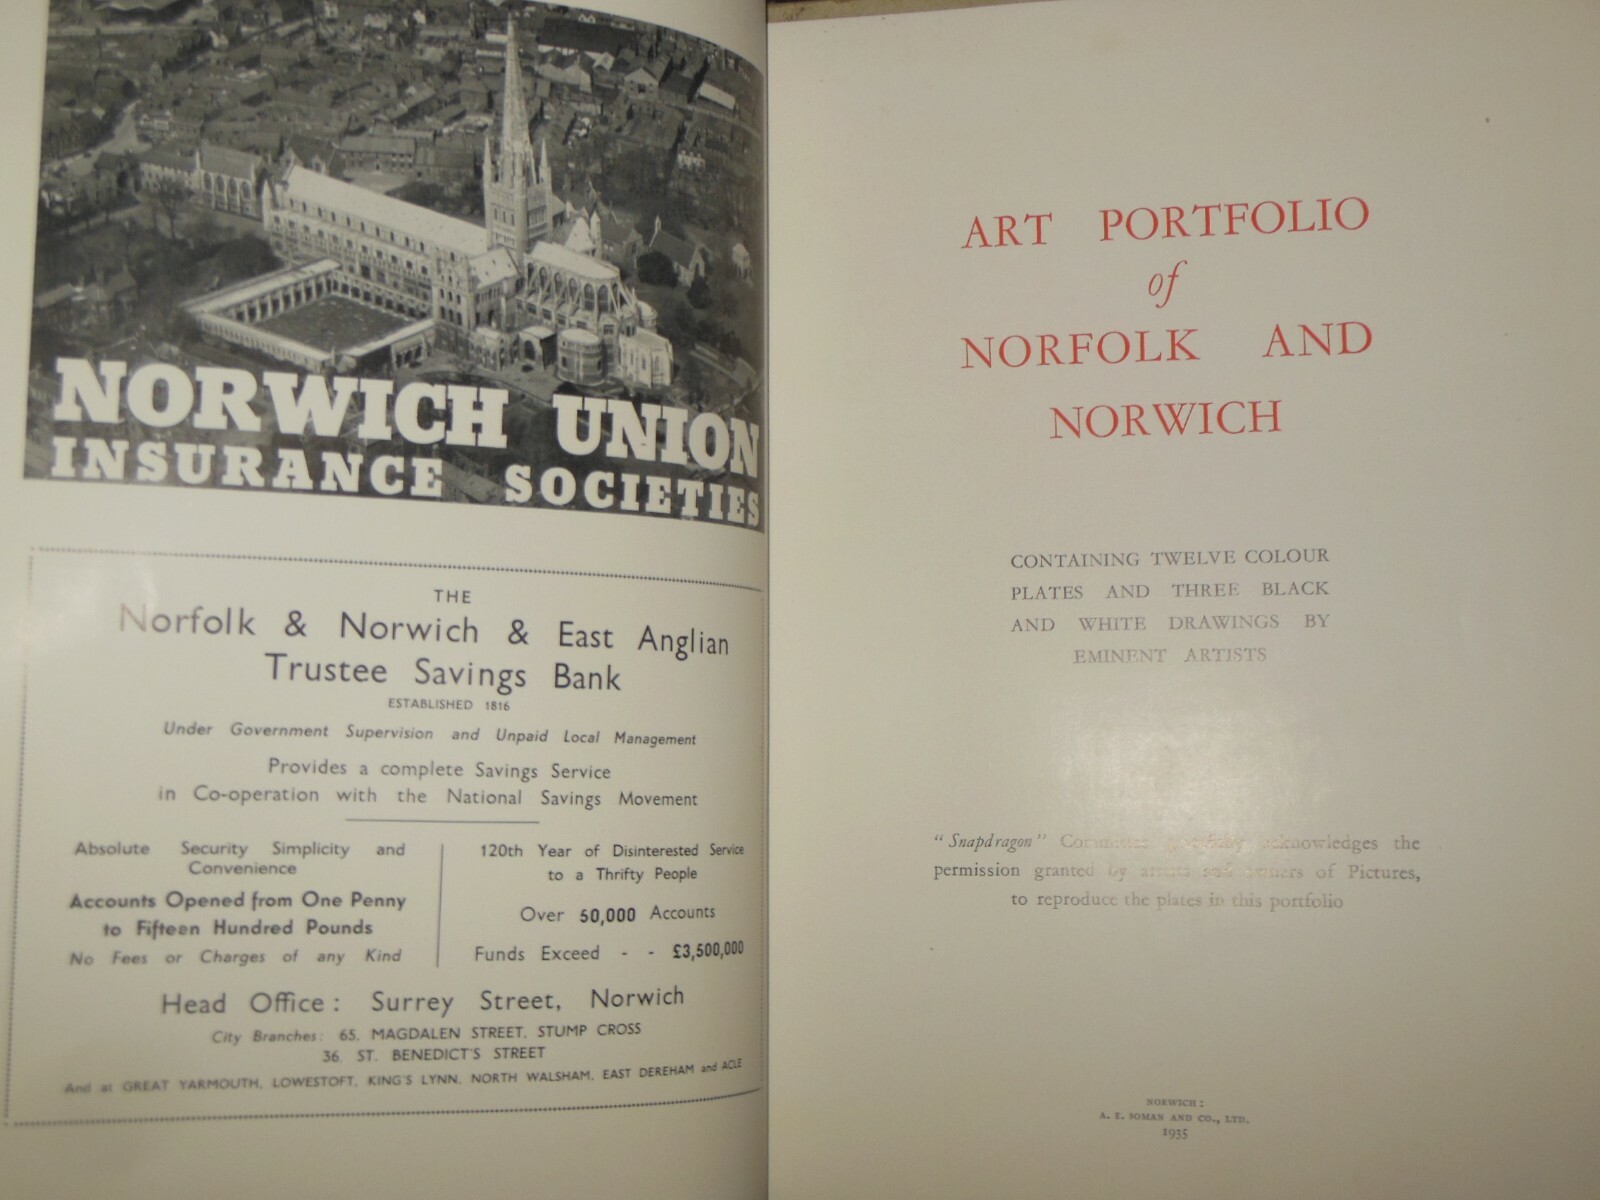 NORWICH UNION
INSURANCE SOCIETIES
THE
Norfolk & Norwich & East Anglian
Trustee Savings Bank
ESTABLISHED 1816
Under Government Supervision and Unpaid Local Management
Provides a complete Savings Service
in Co-operation with the National Savings Movement
Absolute Security Simplicity and
Convenience
Accounts Opened from One Penny
to Fifteen Hundred Pounds
No Fees or Charges of any Kind
120th Year of Disinterested Service
to a Thrifty People
Over 50,000 Accounts
Funds Exceed - - £3,500,000
Head Office: Surrey Street, Norwich
City Branches: 65, MAGDALEN STREET, STUMP CROSS
36 ST. BENEDICT'S STREET
And at GREAT YARMOUTH, LOWESTOFT, KING'S LYNN, NORTH WALSHAM, EAST DEREHAM and ACLE
ART PORTFOLIO
of
NORFOLK AND
NORWICH
CONTAINING TWELVE COLOUR
PLATES AND THREE BLACK
AND WHITE DRAWINGS BY
EMINENT ARTISTS
"Snapdragon" Committee gratefully acknowledges the
permission granted by artists and owners of Pictures,
to reproduce the plates in this portfolio
NORWICH:
A. E. SOMAN AND CO., LTD.
1935